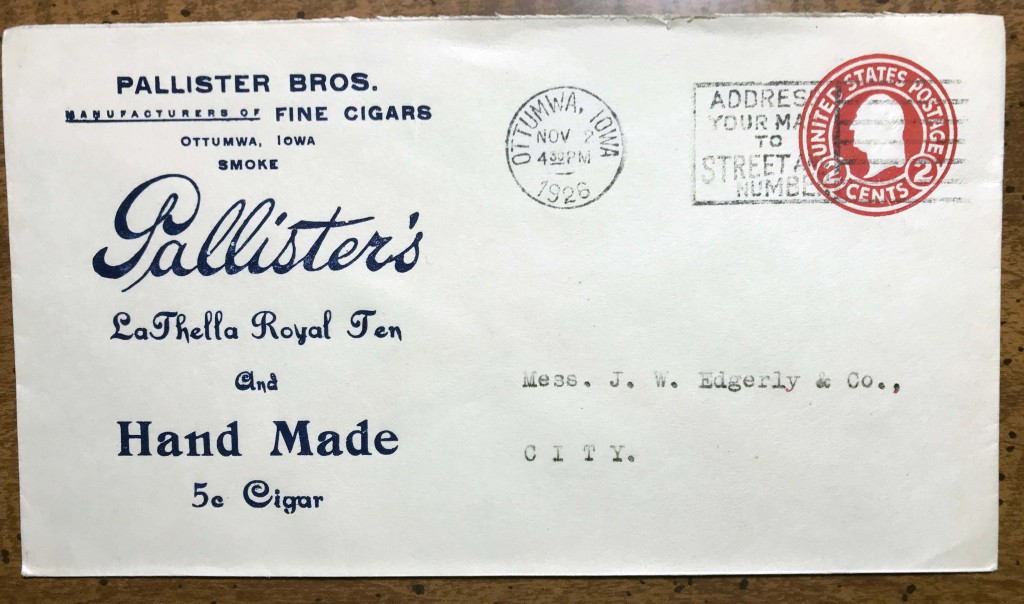 PALLISTER BROS.
MANUFACTURERS OF FINE CIGARS
OTTUMWA, IOWA
SMOKE
Pallister's
LaThella Royal Ten
And
Hand Made
5c Cigar
OTTUMWA, IOWA
NOV 2
4 30 PM
1926
ADDRES
YOUR MA
TO
STREET A
NUMBE
UNITED STATES POSTAGE
2 CENTS 2
Mess. J. W. Edgerly & Co.,
CITY.